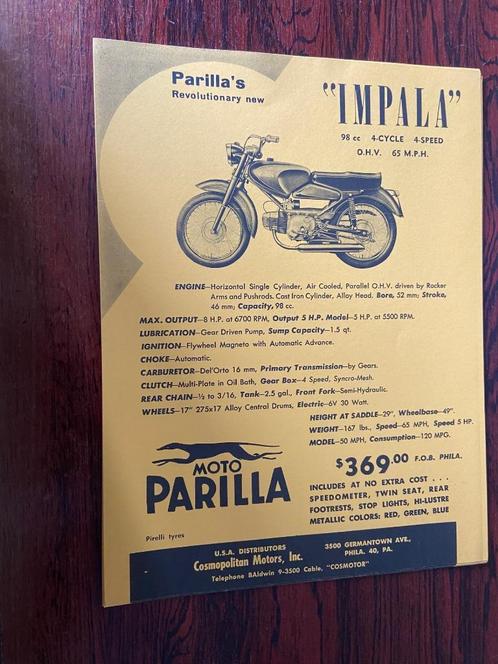 Parilla's
Revolutionary new
"IMPALA"
98 cc 4-CYCLE 4-SPEED
O.H.V. 65 M.P.H.
ENGINE—Horizontal Single Cylinder, Air Cooled, Parallel O.H.V. driven by Rocker
Arms and Pushrods. Cast Iron Cylinder, Alloy Head. Bore, 52 mm; Stroke,
46 mm; Capacity, 98 cc.
MAX. OUTPUT—8 H.P. at 6700 RPM, Output 5 H.P. Model—5 H.P. at 5500 RPM.
LUBRICATION—Gear Driven Pump, Sump Capacity—1.5 qt.
IGNITION—Flywheel Magneto with Automatic Advance.
CHOKE—Automatic.
CARBURETOR—Del'Orto 16 mm, Primary Transmission—by Gears.
CLUTCH—Multi-Plate in Oil Bath, Gear Box—4 Speed, Syncro-Mesh.
REAR CHAIN—½ to 3/16, Tank—2.5 gal., Front Fork—Semi-Hydraulic.
WHEELS—17" 275x17 Alloy Central Drums, Electric—6V 30 Watt.
HEIGHT AT SADDLE—29", Wheelbase—49".
WEIGHT—167 lbs., Speed—65 MPH, Speed 5 HP.
MODEL—50 MPH, Consumption—120 MPG.
MOTO
PARILLA
$369.00 F.O.B. PHILA.
INCLUDES AT NO EXTRA COST . . .
SPEEDOMETER, TWIN SEAT, REAR
FOOTRESTS, STOP LIGHTS, HI-LUSTRE
METALLIC COLORS: RED, GREEN, BLUE
Pirelli tyres
U.S.A. DISTRIBUTORS
Cosmopolitan Motors, Inc.
3500 GERMANTOWN AVE.,
PHILA. 40, PA.
Telephone BAldwin 9-3500 Cable, "COSMOTOR"